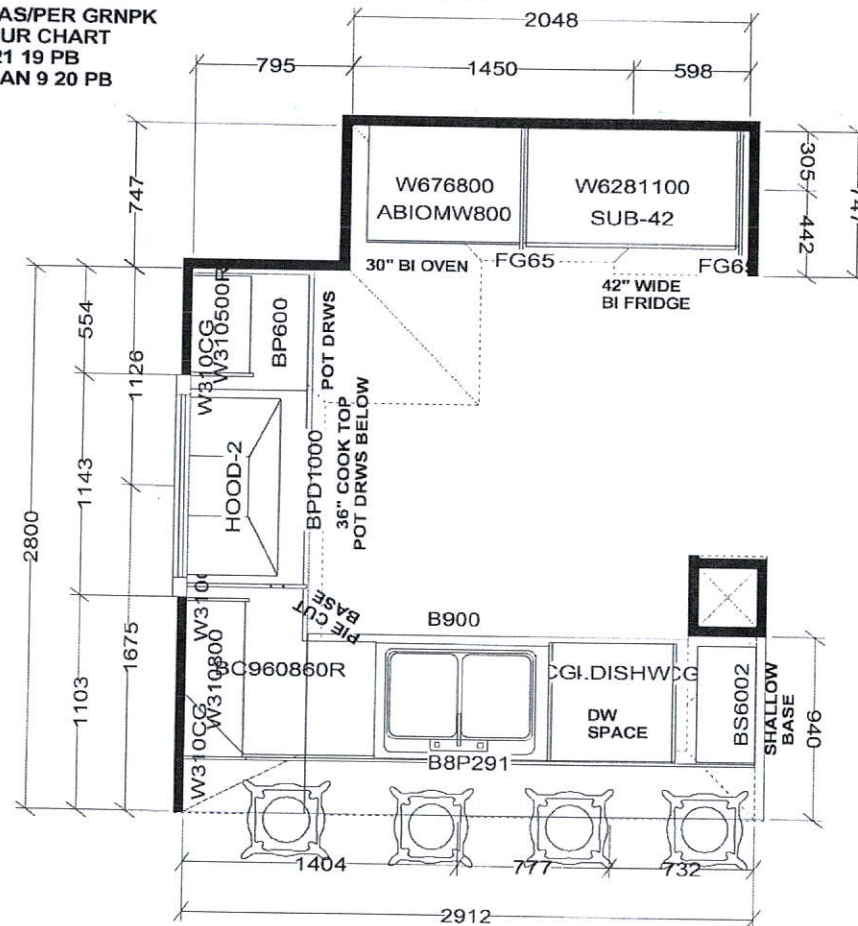 AS/PER GRNPK
UR CHART
21 19 PB
AN 9 20 PB
2048
795
1450
598
747
305
442
747
W676800
ABIOMW800
W6281100
SUB-42
30" BI OVEN
FG65
FG65
42" WIDE
BI FRIDGE
2800
554
1143
1103
1126
1675
W310CG
W310500R
BP600
POT DRWS
HOOD-2
BPD1000
36" COOK TOP
POT DRWS BELOW
PIE CUT
BASE
B900
W310CG
W310800
BC960860R
DW
SPACE
BS6002
SHALLOW
BASE
940
B8P291
1404
777
732
2912